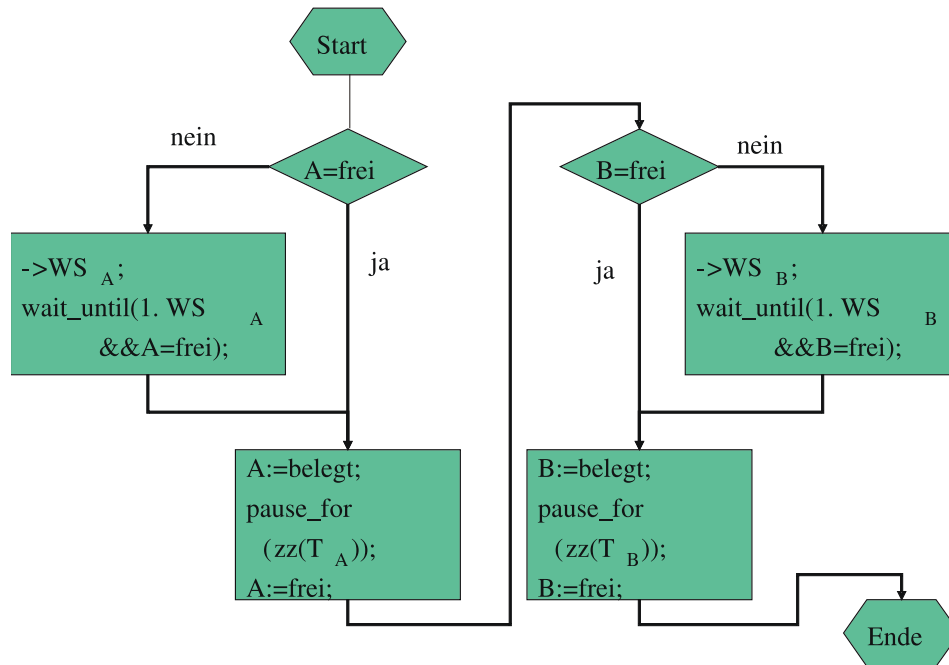 Start
nein
A=frei
ja
->WS A;
wait_until(1. WS A
&&A=frei);
A:=belegt;
pause_for
(zz(T A));
A:=frei;
B=frei
nein
ja
->WS B;
wait_until(1. WS B
&&B=frei);
B:=belegt;
pause_for
(zz(T B));
B:=frei;
Ende